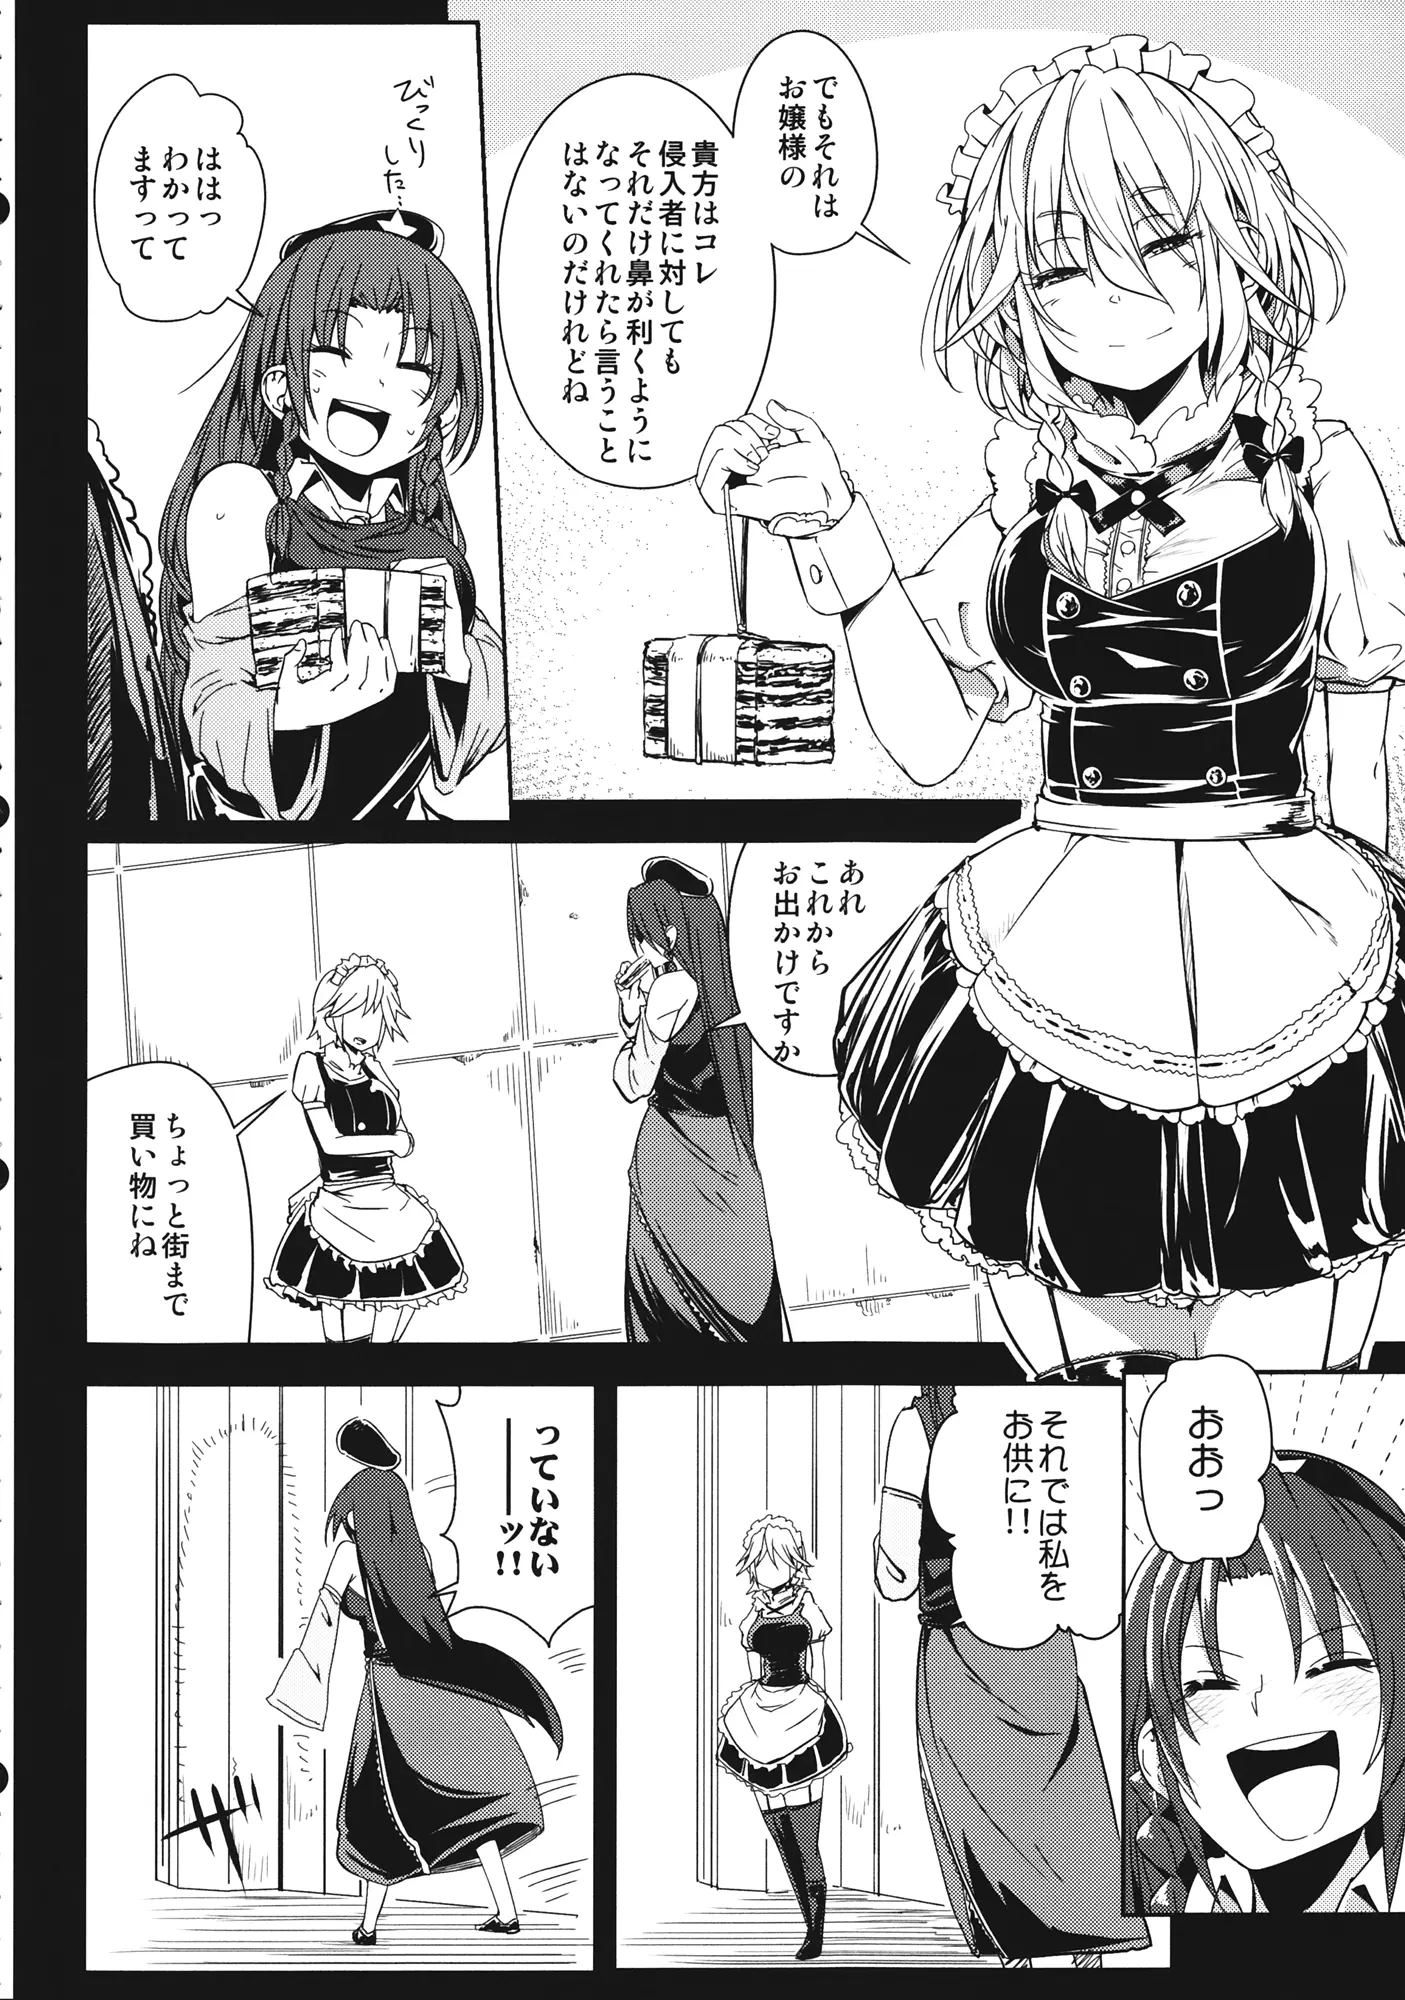 でもそれは
お嬢様の
貴方はコレ
侵入者に対しても
それだけ鼻が利くように
なってくれたら言うこと
はないのだけれどね
びっくり
した…
ははっ
わかって
ますって
あれ
これから
お出かけですか
ちょっと街まで
買い物にね
おおっ
それでは私を
お供に!!
っていない
──ッ!!
ザ